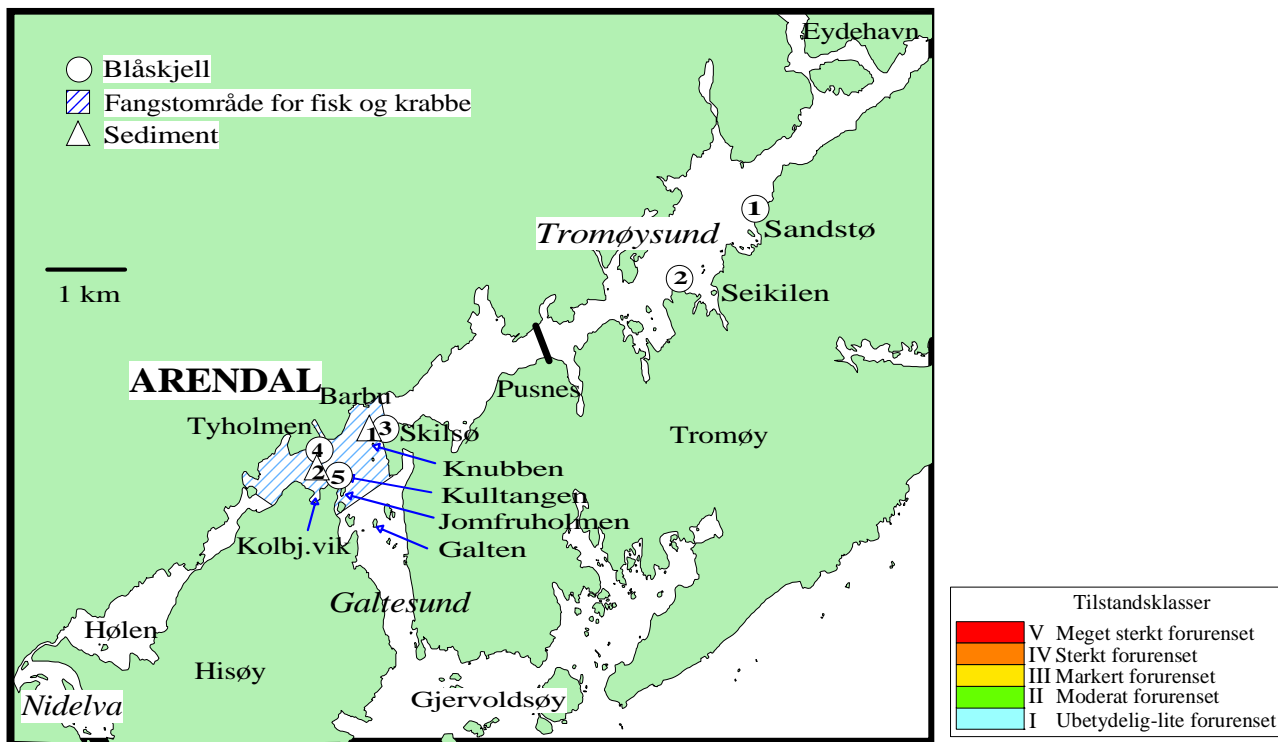 Eydehavn
Blåskjell
Fangstområde for fisk og krabbe
Sediment
1
Sandstø
Tromøysund
2
Seikilen
1 km
ARENDAL
Barbu
Pusnes
Tyholmen
1
3
Skilsø
Tromøy
4
2
5
Knubben
Kulltangen
Jomfruholmen
Kolbj.vik
Galten
Galtesund
Hølen
Hisøy
Nidelva
Gjervoldsøy
Tilstandsklasser
V Meget sterkt forurenset
IV Sterkt forurenset
III Markert forurenset
II Moderat forurenset
I Ubetydelig-lite forurenset